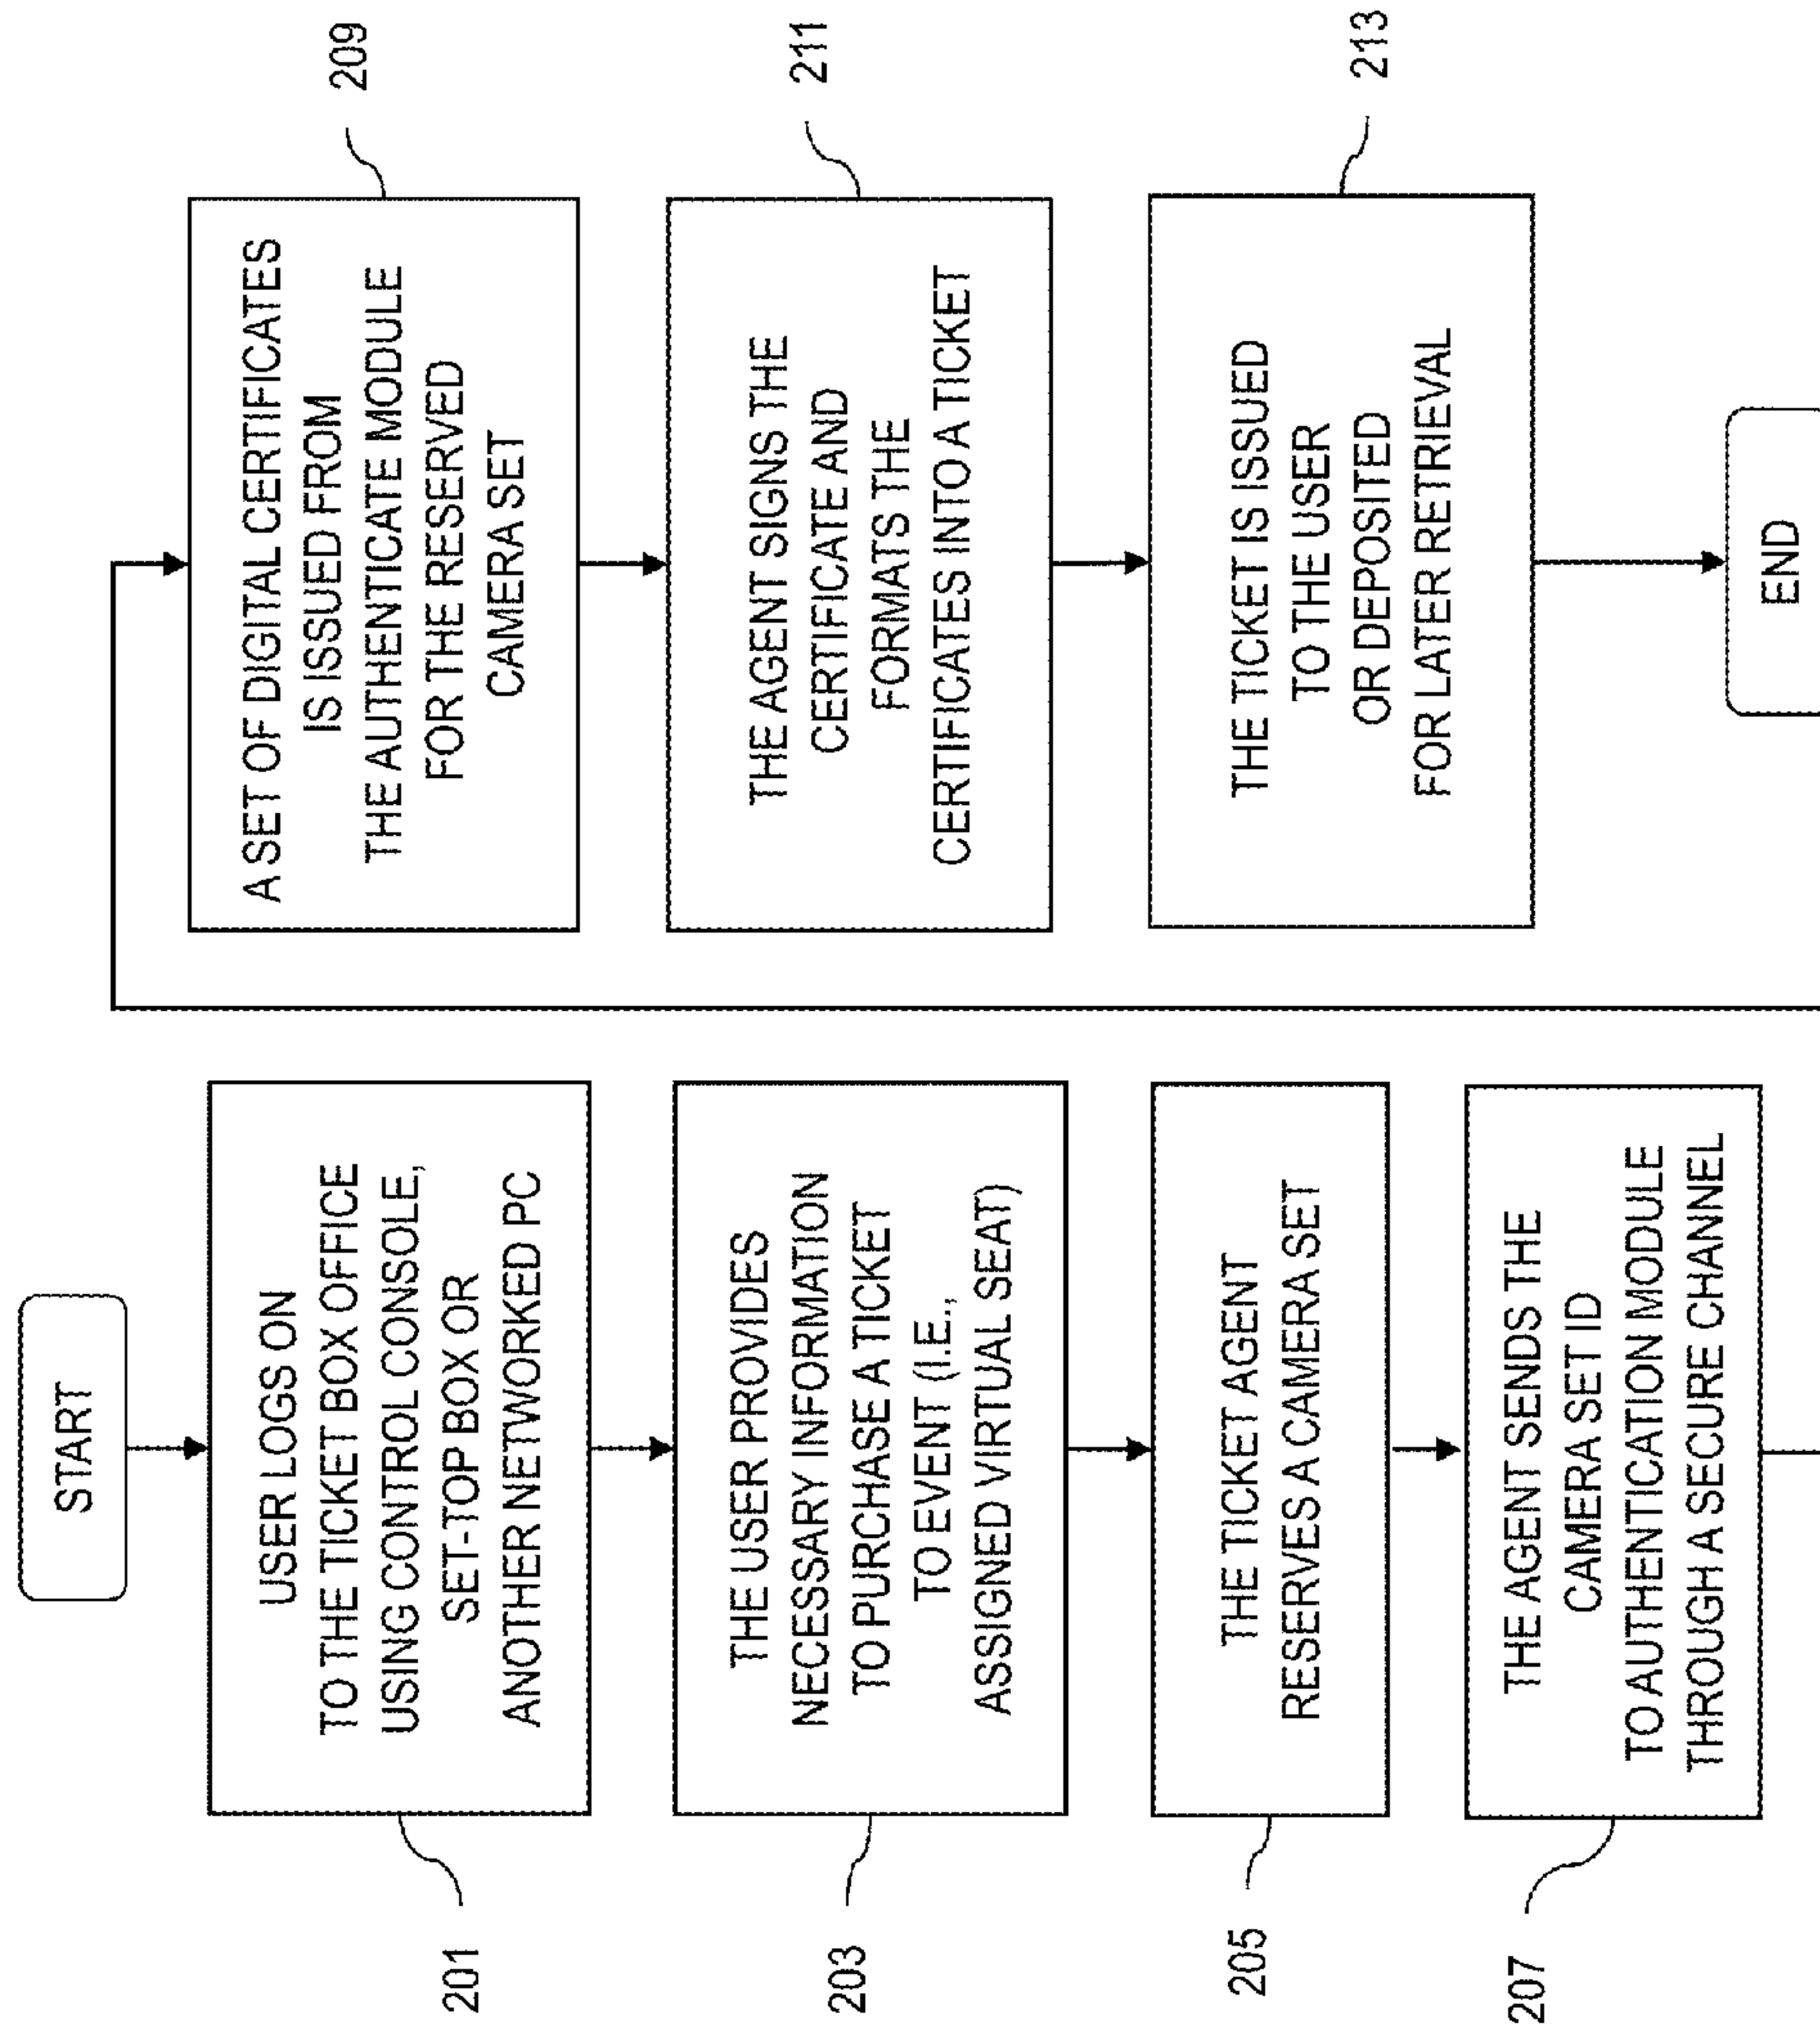 START
USER LOGS ON
TO THE TICKET BOX OFFICE
USING CONTROL CONSOLE,
SET-TOP BOX OR
ANOTHER NETWORKED PC
201
THE USER PROVIDES
NECESSARY INFORMATION
TO PURCHASE A TICKET
TO EVENT (I.E.,
ASSIGNED VIRTUAL SEAT)
203
THE TICKET AGENT
RESERVES A CAMERA SET
205
THE AGENT SENDS THE
CAMERA SET ID
TO AUTHENTICATION MODULE
THROUGH A SECURE CHANNEL
207
A SET OF DIGITAL CERTIFICATES
IS ISSUED FROM
THE AUTHENTICATE MODULE
FOR THE RESERVED
CAMERA SET
209
THE AGENT SIGNS THE
CERTIFICATE AND
FORMATS THE
CERTIFICATES INTO A TICKET
211
THE TICKET IS ISSUED
TO THE USER
OR DEPOSITED
FOR LATER RETRIEVAL
213
END